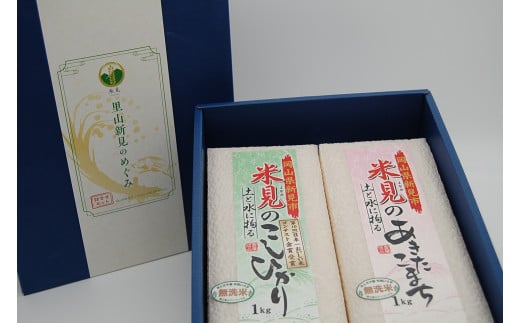 米見
里山新見のめぐみ
岡山県新見市
米見のこしひかり
土と水に拘る
無洗米
1kg
岡山県新見市
米見のあきたこまち
土と水に拘る
無洗米
1kg